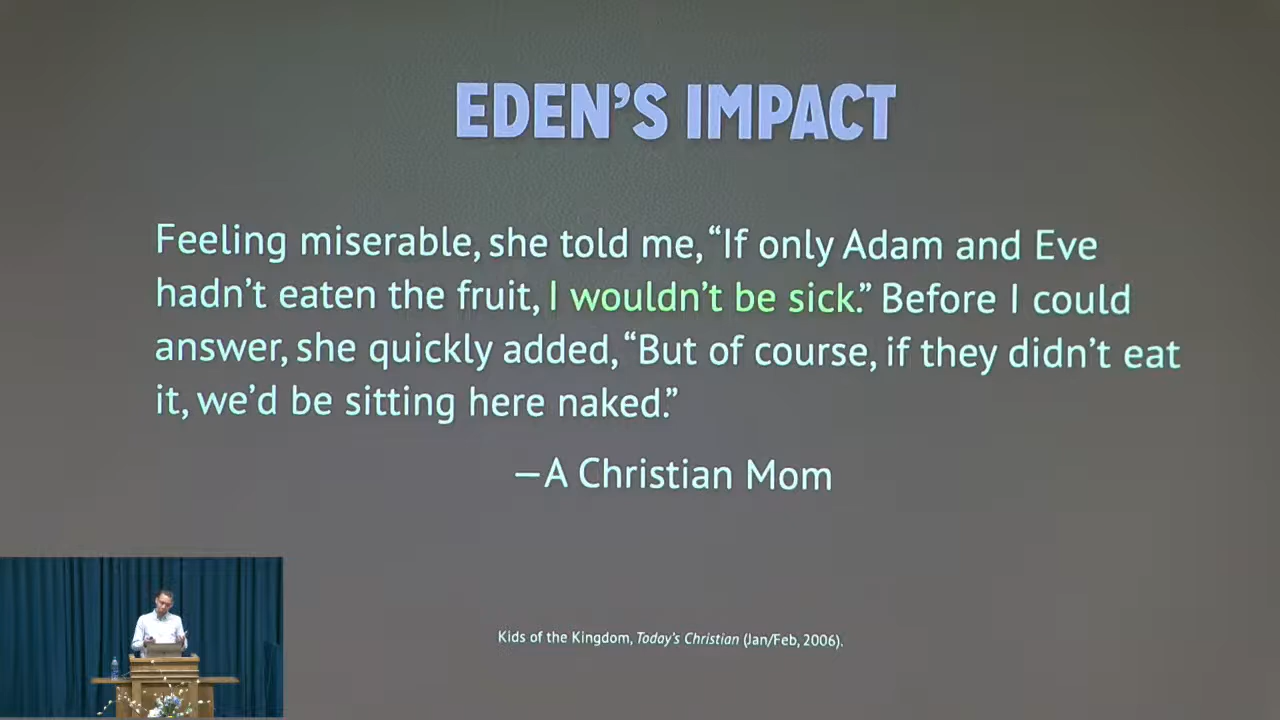 EDEN’S IMPACT
Feeling miserable, she told me, “If only Adam and Eve
hadn’t eaten the fruit, I wouldn’t be sick.” Before I could
answer, she quickly added, “But of course, if they didn’t eat
it, we’d be sitting here naked.”
—A Christian Mom
Kids of the Kingdom, Today’s Christian (Jan/Feb, 2006).